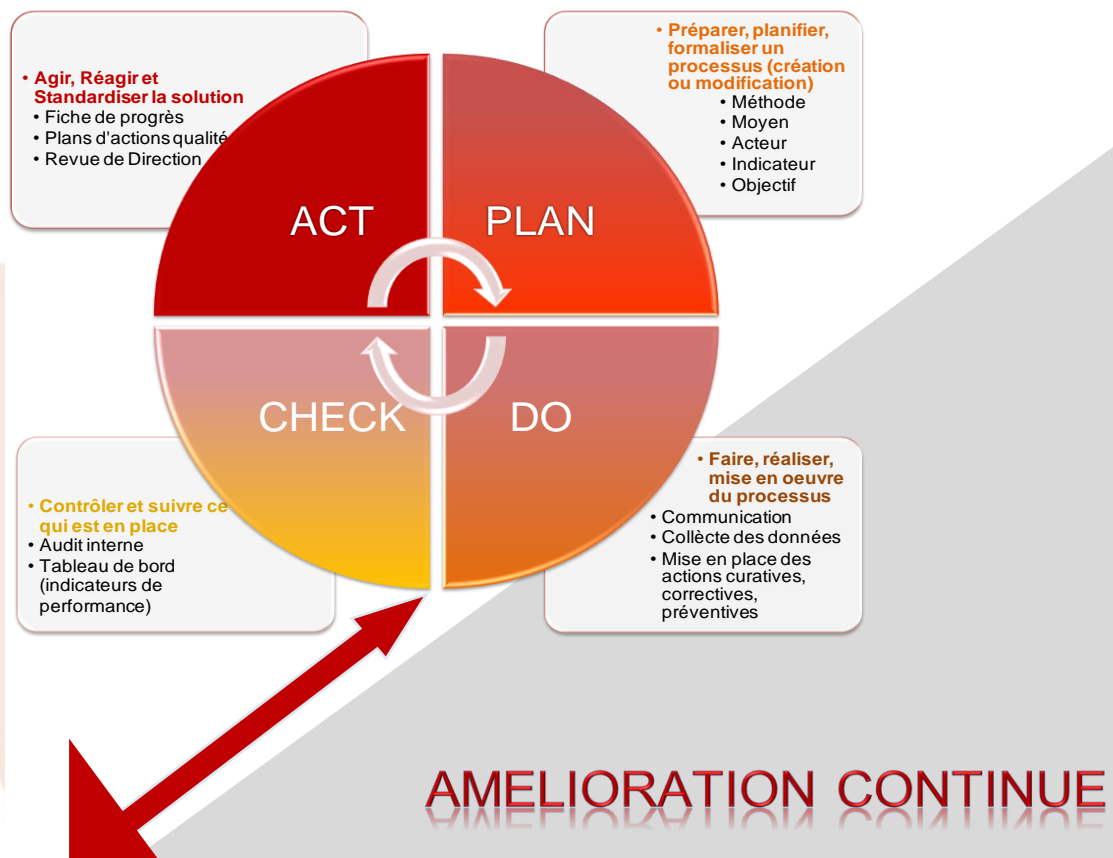 • Agir, Réagir et
Standardiser la solution
• Fiche de progrès
• Plans d'actions qualité
• Revue de Direction
• Préparer, planifier,
formaliser un
processus (création
ou modification)
• Méthode
• Moyen
• Acteur
• Indicateur
• Objectif
ACT
PLAN
CHECK
DO
• Contrôler et suivre ce
qui est en place
• Audit interne
• Tableau de bord
(indicateurs de
performance)
• Faire, réaliser,
mise en oeuvre
du processus
• Communication
• Collècte des données
• Mise en place des
actions curatives,
correctives,
préventives
AMELIORATION CONTINUE